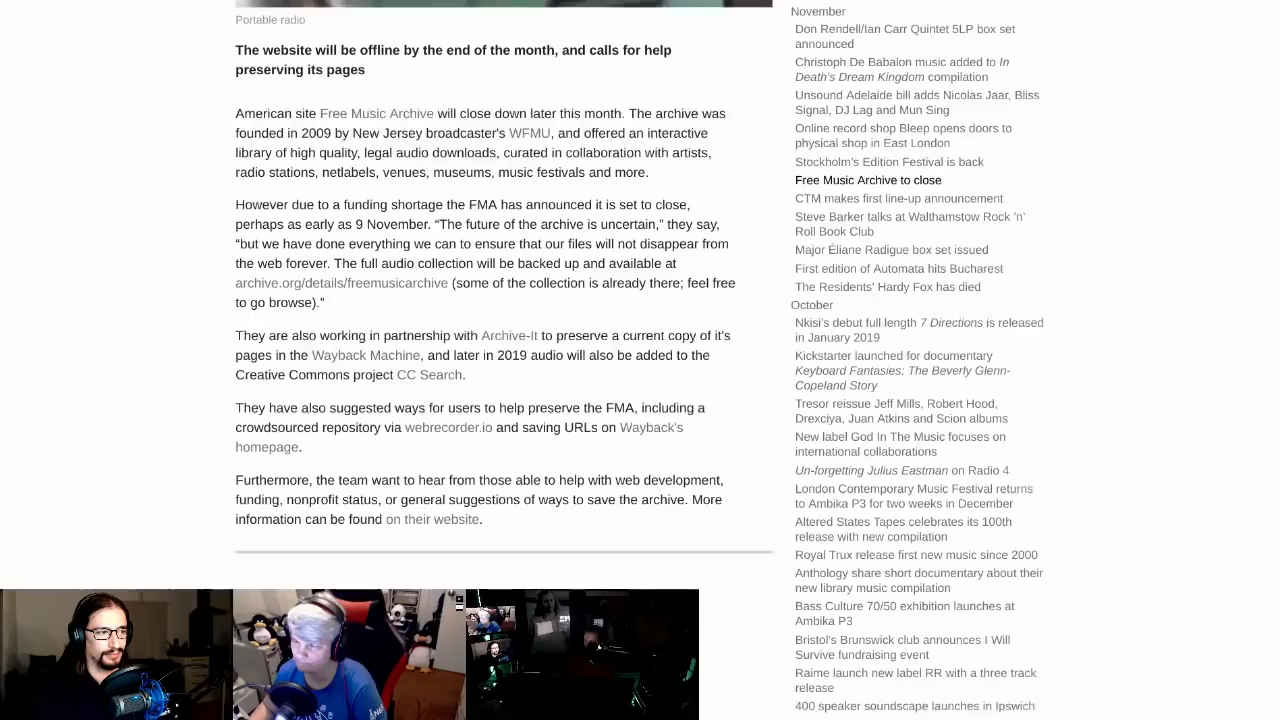 Portable radio
The website will be offline by the end of the month, and calls for help
preserving its pages
American site Free Music Archive will close down later this month. The archive was
founded in 2009 by New Jersey broadcaster's WFMU, and offered an interactive
library of high quality, legal audio downloads, curated in collaboration with artists,
radio stations, netlabels, venues, museums, music festivals and more.
However due to a funding shortage the FMA has announced it is set to close,
perhaps as early as 9 November. “The future of the archive is uncertain,” they say,
“but we have done everything we can to ensure that our files will not disappear from
the web forever. The full audio collection will be backed up and available at
archive.org/details/freemusicarchive (some of the collection is already there; feel free
to go browse).”
They are also working in partnership with Archive-It to preserve a current copy of it's
pages in the Wayback Machine, and later in 2019 audio will also be added to the
Creative Commons project CC Search.
They have also suggested ways for users to help preserve the FMA, including a
crowdsourced repository via webrecorder.io and saving URLs on Wayback's
homepage.
Furthermore, the team want to hear from those able to help with web development,
funding, nonprofit status, or general suggestions of ways to save the archive. More
information can be found on their website.
November
Don Rendell/Ian Carr Quintet 5LP box set
announced
Christoph De Babalon music added to In
Death's Dream Kingdom compilation
Unsound Adelaide bill adds Nicolas Jaar, Bliss
Signal, DJ Lag and Mun Sing
Online record shop Bleep opens doors to
physical shop in East London
Stockholm's Edition Festival is back
Free Music Archive to close
CTM makes first line-up announcement
Steve Barker talks at Walthamstow Rock 'n'
Roll Book Club
Major Éliane Radigue box set issued
First edition of Automata hits Bucharest
The Residents' Hardy Fox has died
October
Nkisi's debut full length 7 Directions is released
in January 2019
Kickstarter launched for documentary
Keyboard Fantasies: The Beverly Glenn-
Copeland Story
Tresor reissue Jeff Mills, Robert Hood,
Drexciya, Juan Atkins and Scion albums
New label God In The Music focuses on
international collaborations
Un-forgetting Julius Eastman on Radio 4
London Contemporary Music Festival returns
to Ambika P3 for two weeks in December
Altered States Tapes celebrates its 100th
release with new compilation
Royal Trux release first new music since 2000
Anthology share short documentary about their
new library music compilation
Bass Culture 70/50 exhibition launches at
Ambika P3
Bristol's Brunswick club announces I Will
Survive fundraising event
Raime launch new label RR with a three track
release
400 speaker soundscape launches in Ipswich